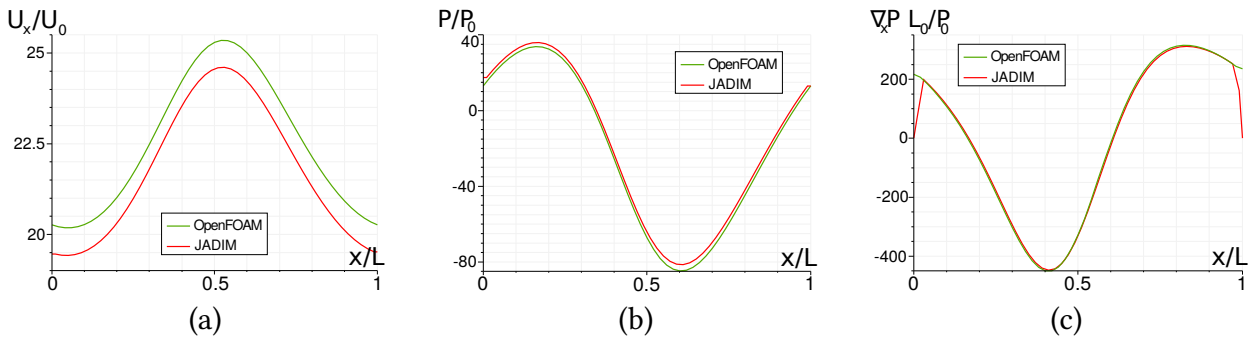 Uₓ/U₀
25
22.5
20
OpenFOAM
JADIM
x/L
0
0.5
1
(a)
P/P₀
40
0
-40
-80
OpenFOAM
JADIM
x/L
0
0.5
1
(b)
∇ₓP L₀/P₀
200
0
-200
-400
OpenFOAM
JADIM
x/L
0
0.5
1
(c)